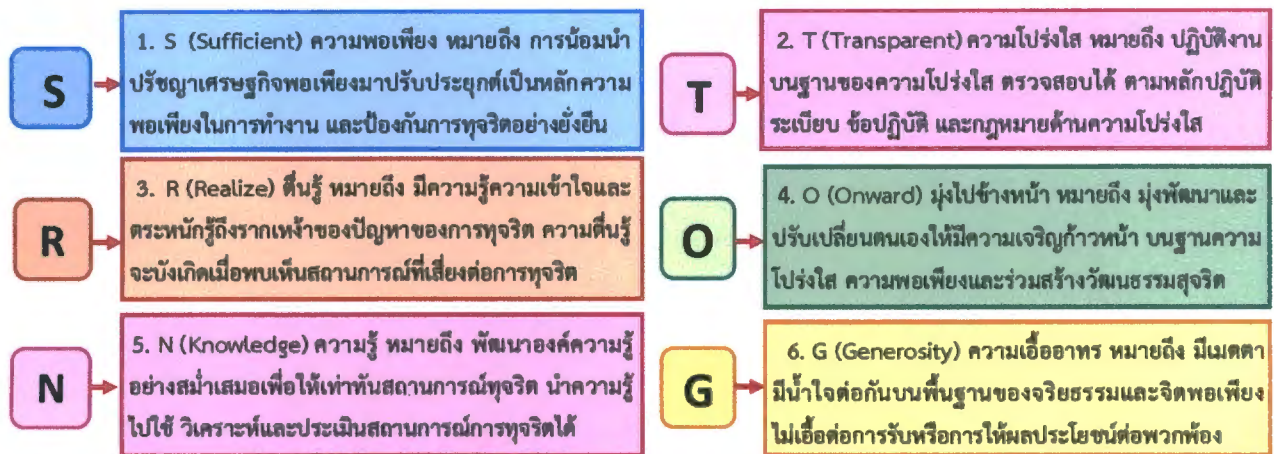 S
1. S (Sufficient) ความพอเพียง หมายถึง การน้อมนำ
ปรัชญาเศรษฐกิจพอเพียงมาปรับประยุกต์เป็นหลักความ
พอเพียงในการทำงาน และป้องกันการทุจริตอย่างยั่งยืน
T
2. T (Transparent) ความโปร่งใส หมายถึง ปฏิบัติงาน
บนฐานของความโปร่งใส ตรวจสอบได้ ตามหลักปฏิบัติ
ระเบียบ ข้อปฏิบัติ และกฎหมายด้านความโปร่งใส
R
3. R (Realize) ตื่นรู้ หมายถึง มีความรู้ความเข้าใจและ
ตระหนักรู้ถึงรากเหง้าของปัญหาของการทุจริต ความตื่นรู้
จะบังเกิดเมื่อพบเห็นสถานการณ์ที่เสี่ยงต่อการทุจริต
O
4. O (Onward) มุ่งไปข้างหน้า หมายถึง มุ่งพัฒนาและ
ปรับเปลี่ยนตนเองให้มีความเจริญก้าวหน้า บนฐานความ
โปร่งใส ความพอเพียงและร่วมสร้างวัฒนธรรมสุจริต
N
5. N (Knowledge) ความรู้ หมายถึง พัฒนาองค์ความรู้
อย่างสม่ำเสมอเพื่อให้เท่าทันสถานการณ์ทุจริต นำความรู้
ไปใช้ วิเคราะห์และประเมินสถานการณ์การทุจริตได้
G
6. G (Generosity) ความเอื้ออาทร หมายถึง มีเมตตา
มีน้ำใจต่อกันบนพื้นฐานของจริยธรรมและจิตพอเพียง
ไม่เอื้อต่อการรับหรือการให้ผลประโยชน์ต่อพวกพ้อง